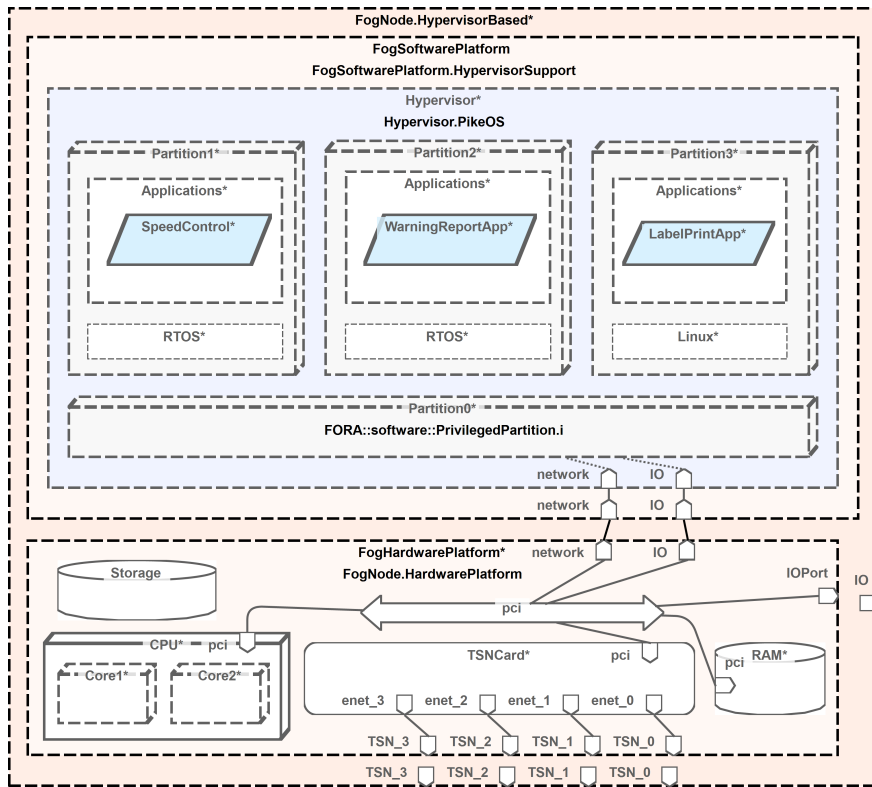 FogNode.HypervisorBased*
FogSoftwarePlatform
FogSoftwarePlatform.HypervisorSupport
Hypervisor*
Hypervisor.PikeOS
Partition1*
Partition2*
Partition3*
Applications*
Applications*
Applications*
SpeedControl*
WarningReportApp*
LabelPrintApp*
RTOS*
RTOS*
Linux*
Partition0*
FORA::software::PrivilegedPartition.i
network
IO
network
IO
FogHardwarePlatform*
network
IO
FogNode.HardwarePlatform
Storage
IOPort
IO
pci
CPU*
pci
TSNCard*
pci
RAM*
pci
Core1*
Core2*
enet_3
enet_2
enet_1
enet_0
TSN_3
TSN_2
TSN_1
TSN_0
TSN_3
TSN_2
TSN_1
TSN_0